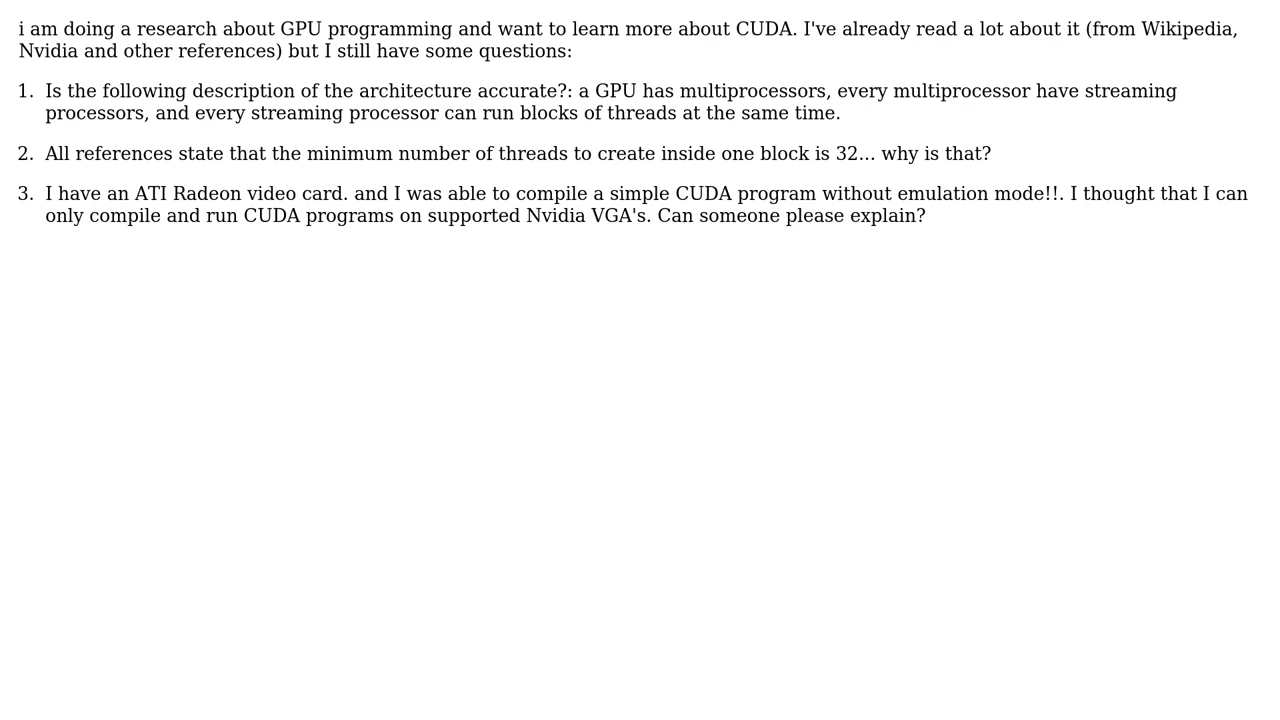 i am doing a research about GPU programming and want to learn more about CUDA. I've already read a lot about it (from Wikipedia,
Nvidia and other references) but I still have some questions:
1. Is the following description of the architecture accurate?: a GPU has multiprocessors, every multiprocessor have streaming
processors, and every streaming processor can run blocks of threads at the same time.
2. All references state that the minimum number of threads to create inside one block is 32... why is that?
3. I have an ATI Radeon video card. and I was able to compile a simple CUDA program without emulation mode!!. I thought that I can
only compile and run CUDA programs on supported Nvidia VGA's. Can someone please explain?